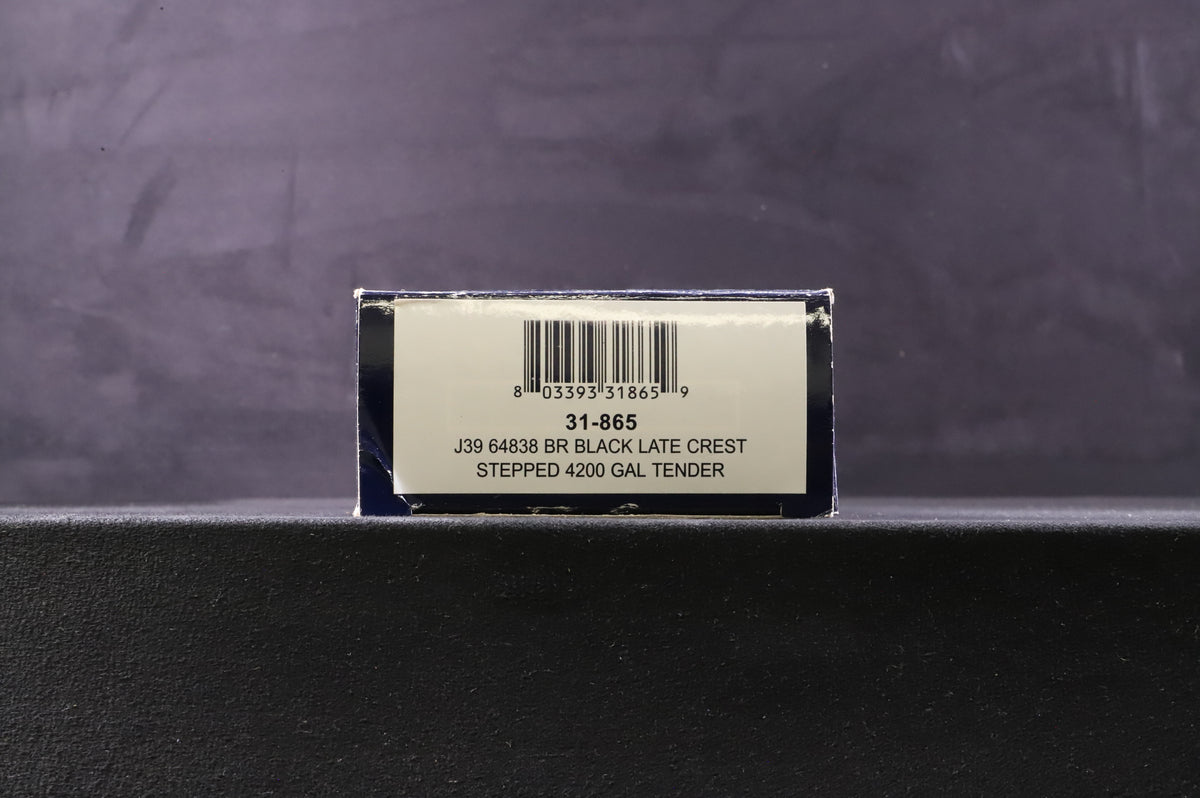 8 03393 31865 9
31-865
J39 64838 BR BLACK LATE CREST
STEPPED 4200 GAL TENDER